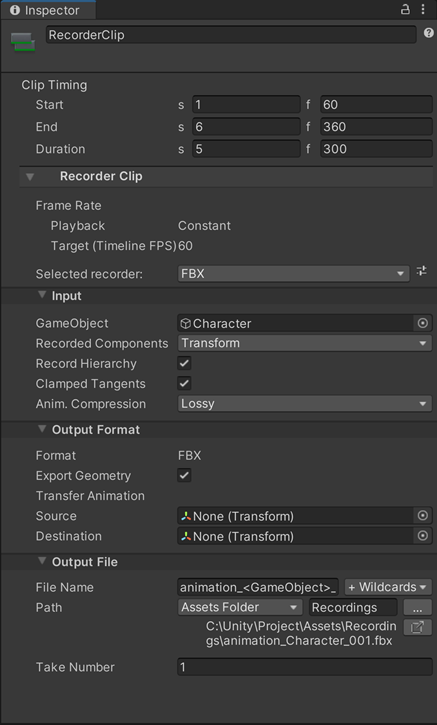 Inspector
RecorderClip
Clip Timing
Start s 1 f 60
End s 6 f 360
Duration s 5 f 300
Recorder Clip
Frame Rate
Playback Constant
Target (Timeline FPS) 60
Selected recorder: FBX
Input
GameObject Character
Recorded Components Transform
Record Hierarchy
Clamped Tangents
Anim. Compression Lossy
Output Format
Format FBX
Export Geometry
Transfer Animation
Source None (Transform)
Destination None (Transform)
Output File
File Name animation_<GameObject>_ + Wildcards
Path Assets Folder Recordings ...
C:\Unity\Project\Assets\Recordin
gs\animation_Character_001.fbx
Take Number 1